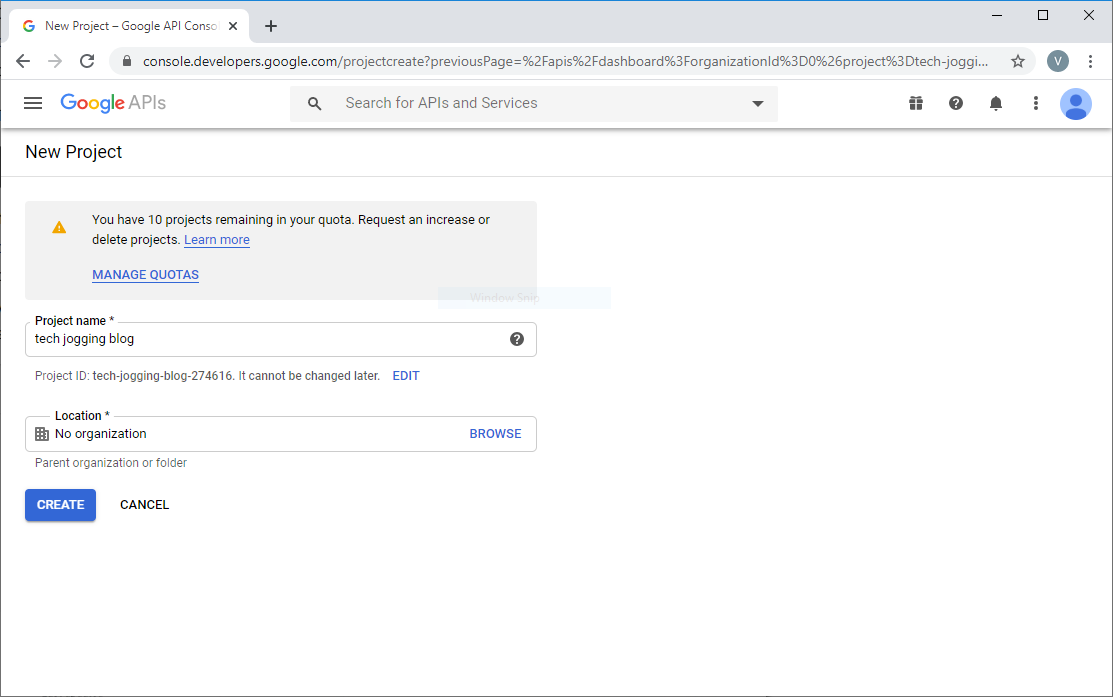 New Project – Google API Conso
console.developers.google.com/projectcreate?previousPage=%2Fapis%2Fdashboard%3ForganizationId%3D0%26project%3Dtech-joggi...
V
Google APIs
Search for APIs and Services
New Project
You have 10 projects remaining in your quota. Request an increase or
delete projects. Learn more
MANAGE QUOTAS
Window Snip
Project name *
tech jogging blog
Project ID: tech-jogging-blog-274616. It cannot be changed later. EDIT
Location *
No organization BROWSE
Parent organization or folder
CREATE CANCEL